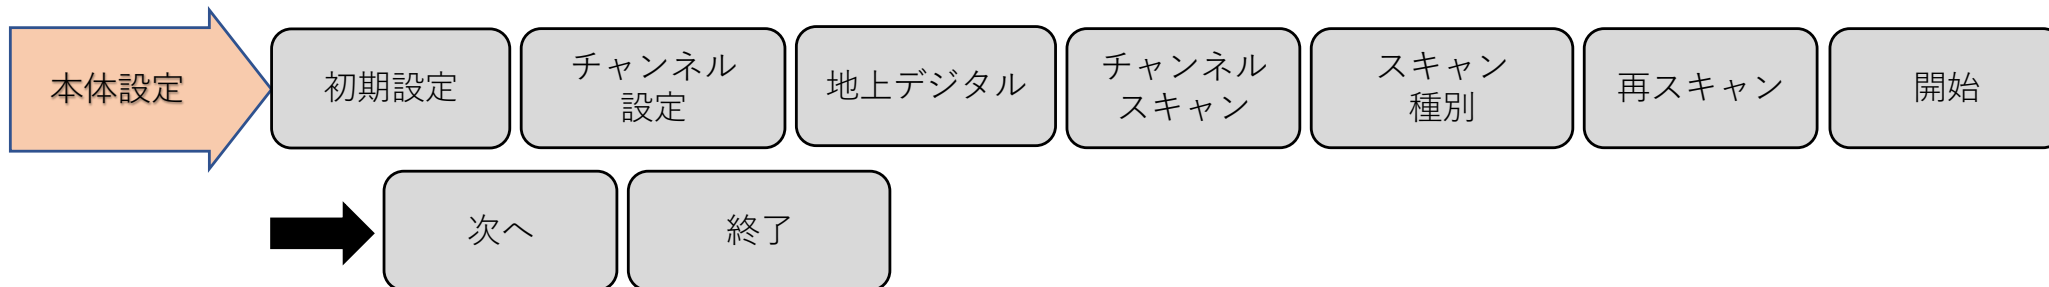 本体設定
初期設定
チャンネル
設定
地上デジタル
チャンネル
スキャン
スキャン
種別
再スキャン
開始
次へ
終了